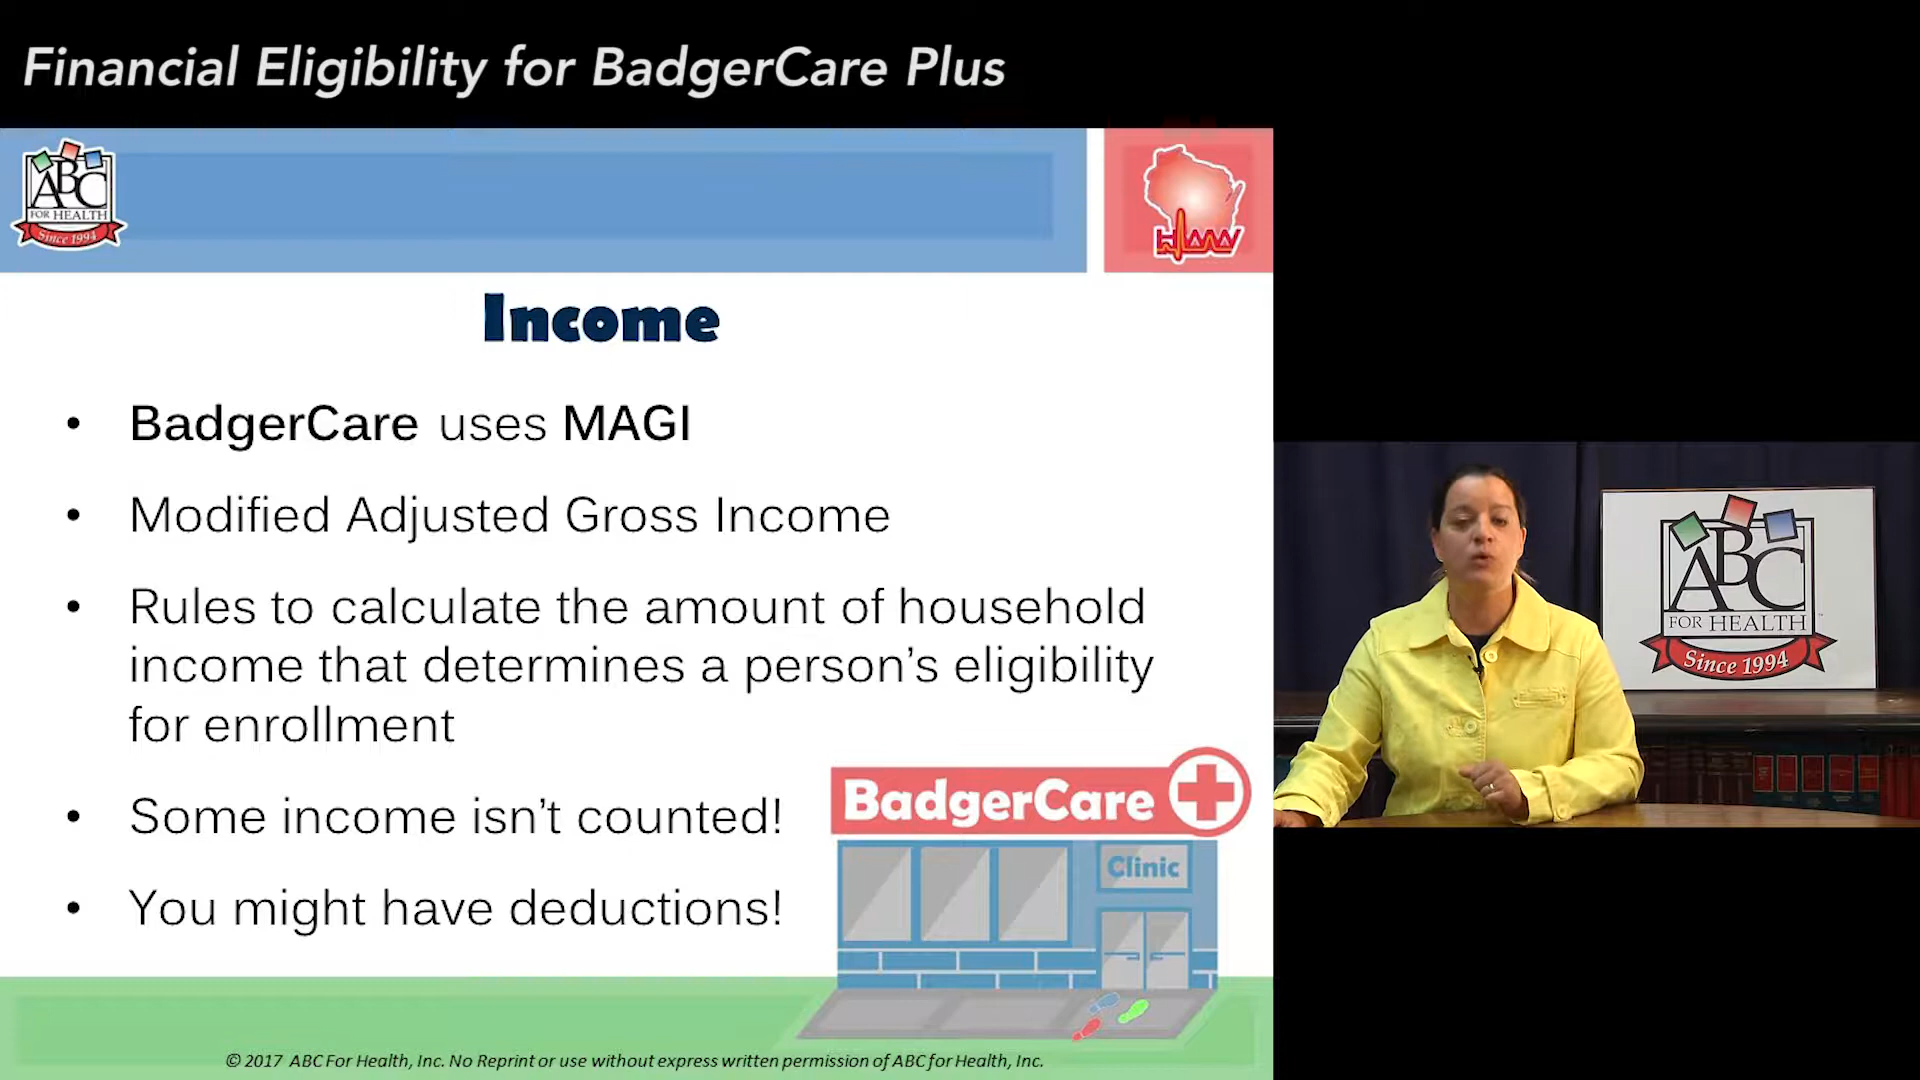 Financial Eligibility for BadgerCare Plus
ABC
FOR HEALTH
Since 1994
HAWW
Income
• BadgerCare uses MAGI
• Modified Adjusted Gross Income
• Rules to calculate the amount of household
income that determines a person’s eligibility
for enrollment
• Some income isn’t counted!
• You might have deductions!
BadgerCare
Clinic
© 2017 ABC For Health, Inc. No Reprint or use without express written permission of ABC for Health, Inc.
ABC
FOR HEALTH
Since 1994